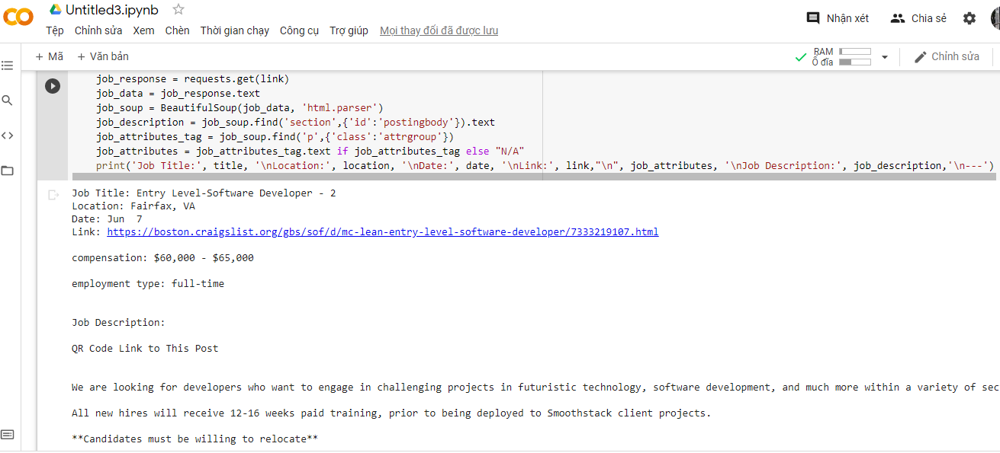 Untitled3.ipynb
Nhận xét
Chia sẻ
Tệp Chỉnh sửa Xem Chèn Thời gian chạy Công cụ Trợ giúp Mọi thay đổi đã được lưu
+ Mã + Văn bản
RAM
Ổ đĩa
Chỉnh sửa
job_response = requests.get(link)
job_data = job_response.text
job_soup = BeautifulSoup(job_data, 'html.parser')
job_description = job_soup.find('section',{'id':'postingbody'}).text
job_attributes_tag = job_soup.find('p',{'class':'attrgroup'})
job_attributes = job_attributes_tag.text if job_attributes_tag else "N/A"
print('Job Title:', title, '\nLocation:', location, '\nDate:', date, '\nLink:', link,"\n", job_attributes, '\nJob Description:', job_description,'\n---')
Job Title: Entry Level-Software Developer - 2
Location: Fairfax, VA
Date: Jun  7
Link: https://boston.craigslist.org/gbs/sof/d/mc-lean-entry-level-software-developer/7333219107.html
compensation: $60,000 - $65,000
employment type: full-time
Job Description:
QR Code Link to This Post
We are looking for developers who want to engage in challenging projects in futuristic technology, software development, and much more within a variety of sec
All new hires will receive 12-16 weeks paid training, prior to being deployed to Smoothstack client projects.
**Candidates must be willing to relocate**